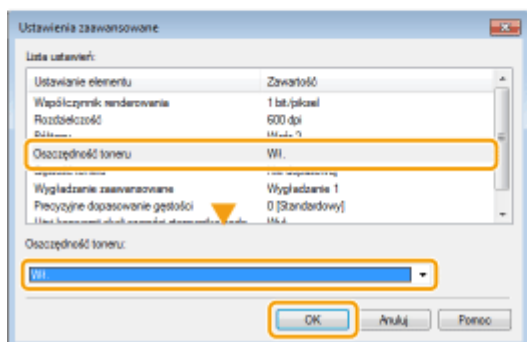 Ustawienia zaawansowane
Lista ustawień:
Ustawianie elementu Zawartość
Współczynnik renderowania 1 bit/piksel
Rozdzielczość 600 dpi
Oszczędność toneru Wł.
Wygładzanie zaawansowane Wygładzanie 1
Precyzyjne dopasowanie gęstości 0 [Standardowy]
Oszczędność toneru:
Wł.
OK Anuluj Pomoc